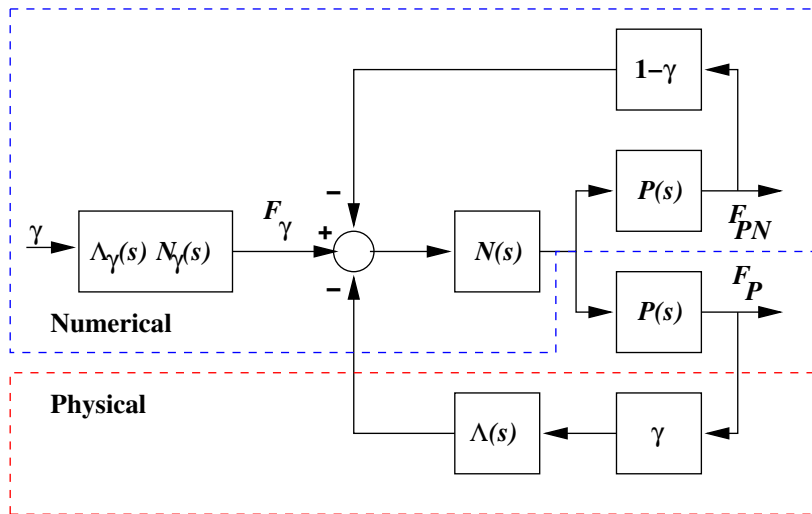 1−γ
−
P(s)
F_PN
γ
Λ_γ(s) N_γ(s)
F_γ
+
N(s)
−
F_P
P(s)
Numerical
Physical
Λ(s)
γ